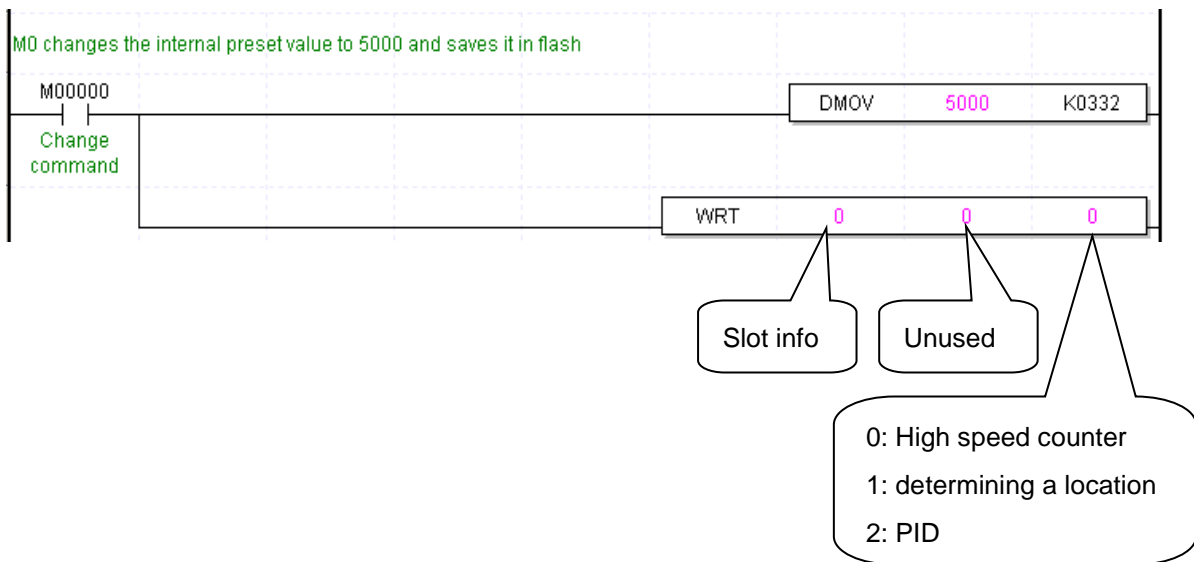 M0 changes the internal preset value to 5000 and saves it in flash
M00000
DMOV 5000 K0332
Change
command
WRT 0 0 0
Slot info
Unused
0: High speed counter
1: determining a location
2: PID